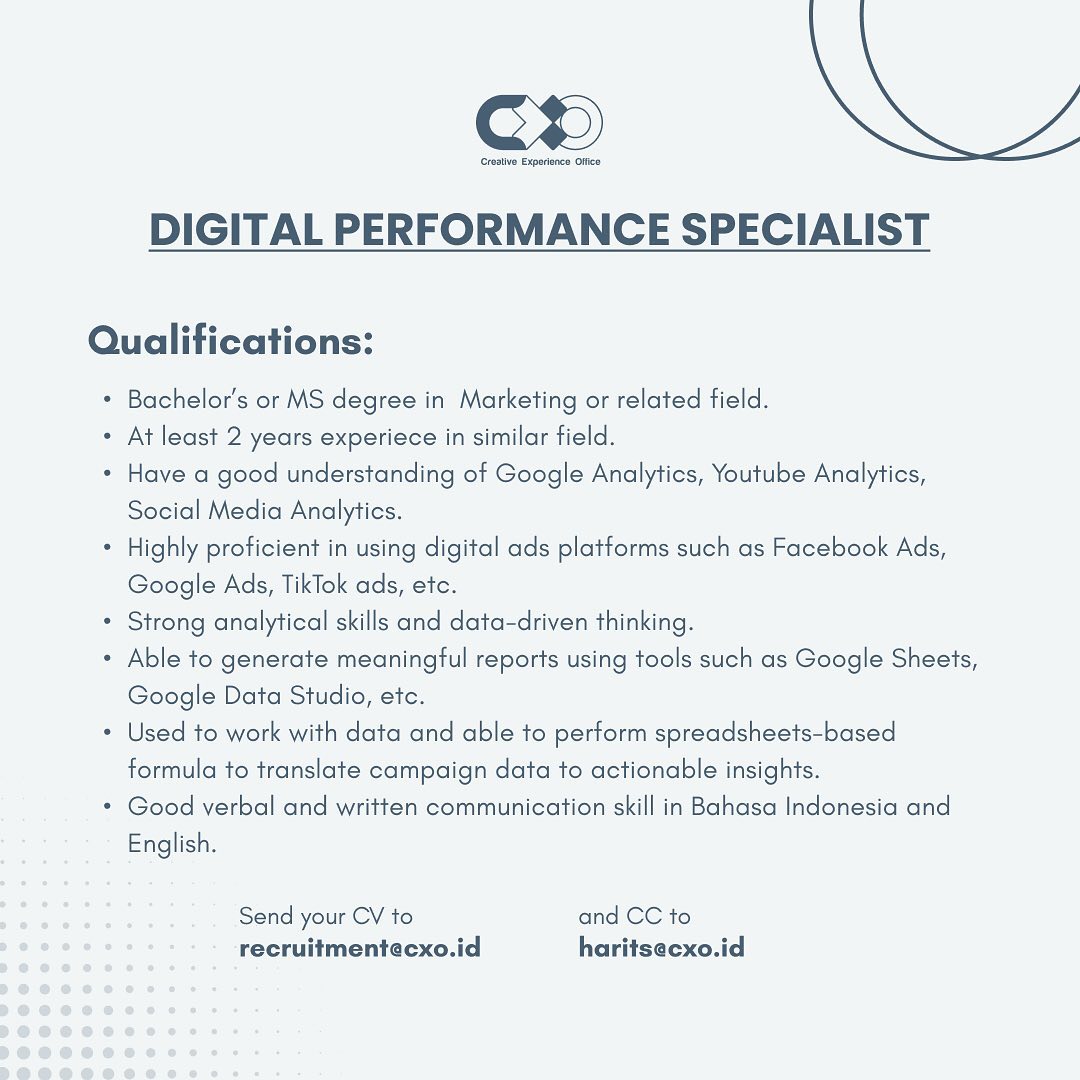 CXO
Creative Experience Office
DIGITAL PERFORMANCE SPECIALIST
Qualifications:
• Bachelor's or MS degree in  Marketing or related field.
• At least 2 years experiece in similar field.
• Have a good understanding of Google Analytics, Youtube Analytics,
Social Media Analytics.
• Highly proficient in using digital ads platforms such as Facebook Ads,
Google Ads, TikTok ads, etc.
• Strong analytical skills and data-driven thinking.
• Able to generate meaningful reports using tools such as Google Sheets,
Google Data Studio, etc.
• Used to work with data and able to perform spreadsheets-based
formula to translate campaign data to actionable insights.
• Good verbal and written communication skill in Bahasa Indonesia and
English.
Send your CV to
recruitment@cxo.id
and CC to
harits@cxo.id